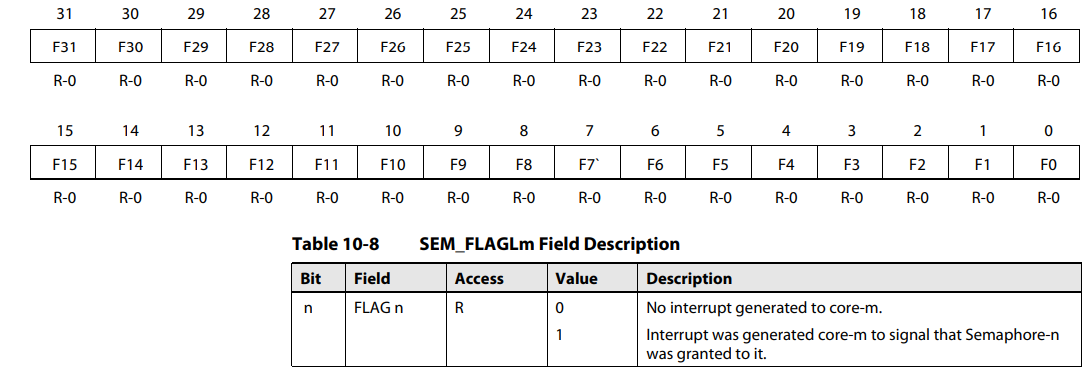 31 30 29 28 27 26 25 24 23 22 21 20 19 18 17 16
F31 F30 F29 F28 F27 F26 F25 F24 F23 F22 F21 F20 F19 F18 F17 F16
R-0 R-0 R-0 R-0 R-0 R-0 R-0 R-0 R-0 R-0 R-0 R-0 R-0 R-0 R-0 R-0
15 14 13 12 11 10 9 8 7 6 5 4 3 2 1 0
F15 F14 F13 F12 F11 F10 F9 F8 F7` F6 F5 F4 F3 F2 F1 F0
R-0 R-0 R-0 R-0 R-0 R-0 R-0 R-0 R-0 R-0 R-0 R-0 R-0 R-0 R-0 R-0
Table 10-8 SEM_FLAGLm Field Description
Bit Field Access Value Description
n FLAG n R 0 No interrupt generated to core-m.
1 Interrupt was generated core-m to signal that Semaphore-n
was granted to it.